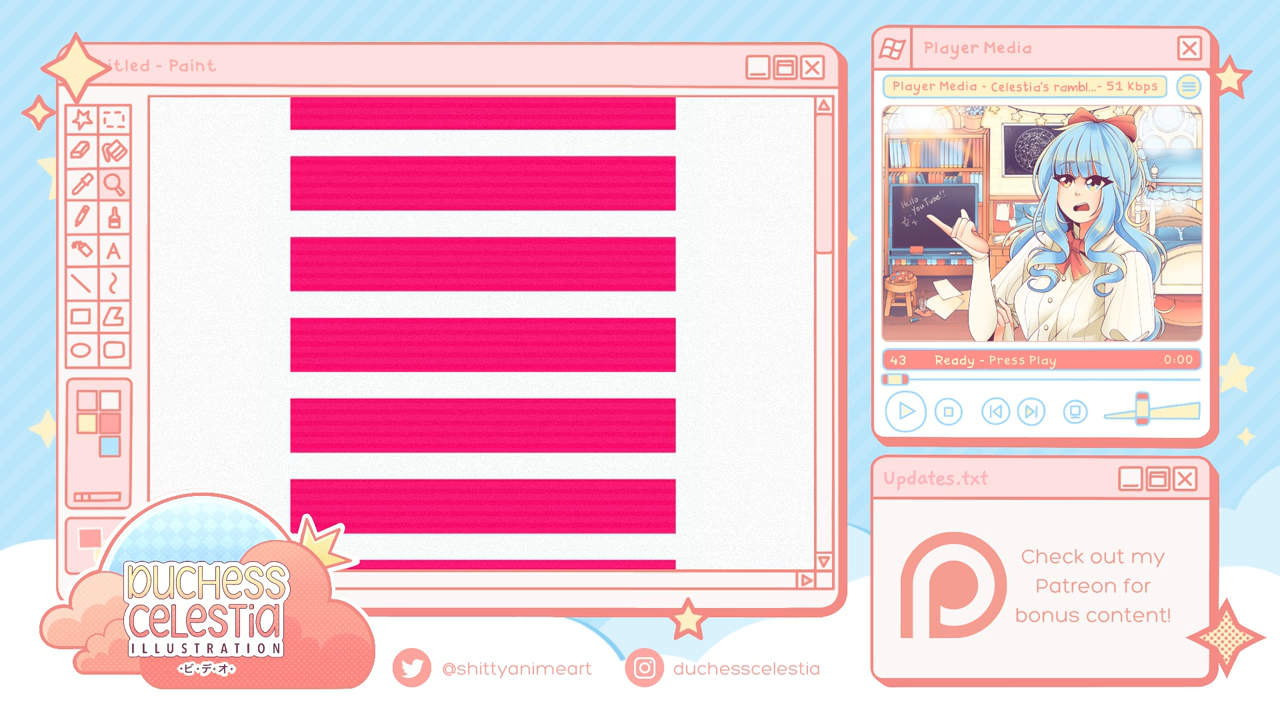 itled - Paint
Player Media
Player Media - Celestia's rambl...- 51 Kbps
Hello
YouTube!!
43 Ready - Press Play 0:00
A
Updates.txt
Check out my
Patreon for
bonus content!
DUCHESS
CELESTIA
ILLUSTRATION
・ビ・デ・オ・
@shittyanimeart
duchesscelestia